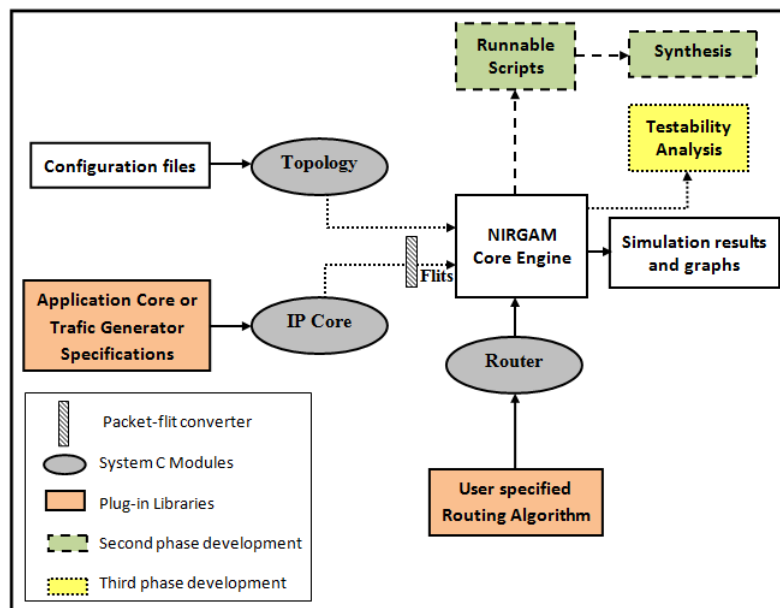 Runnable
Scripts
Synthesis
Testability
Analysis
Configuration files
Topology
NIRGAM
Core Engine
Simulation results
and graphs
Flits
Application Core or
Trafic Generator
Specifications
IP Core
Router
User specified
Routing Algorithm
Packet-flit converter
System C Modules
Plug-in Libraries
Second phase development
Third phase development